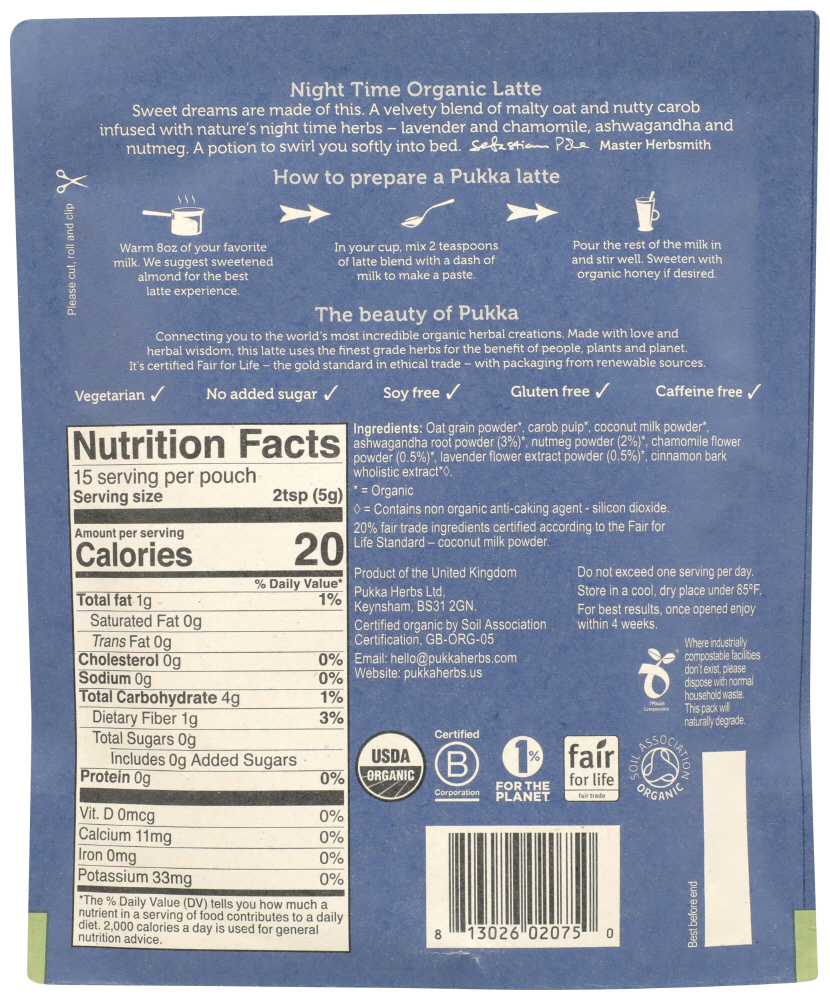 Night Time Organic Latte
Sweet dreams are made of this. A velvety blend of malty oat and nutty carob
infused with nature's night time herbs – lavender and chamomile, ashwagandha and
nutmeg. A potion to swirl you softly into bed. Sebastian Pole Master Herbsmith
Please cut, roll and clip
How to prepare a Pukka latte
Warm 8oz of your favorite
milk. We suggest sweetened
almond for the best
latte experience.
In your cup, mix 2 teaspoons
of latte blend with a dash of
milk to make a paste.
Pour the rest of the milk in
and stir well. Sweeten with
organic honey if desired.
The beauty of Pukka
Connecting you to the world's most incredible organic herbal creations. Made with love and
herbal wisdom, this latte uses the finest grade herbs for the benefit of people, plants and planet.
It's certified Fair for Life – the gold standard in ethical trade – with packaging from renewable sources.
Vegetarian ✓ No added sugar ✓ Soy free ✓ Gluten free ✓ Caffeine free ✓
Nutrition Facts
15 serving per pouch
Serving size 2tsp (5g)
Amount per serving
Calories 20
% Daily Value*
Total fat 1g 1%
Saturated Fat 0g
Trans Fat 0g
Cholesterol 0g 0%
Sodium 0g 0%
Total Carbohydrate 4g 1%
Dietary Fiber 1g 3%
Total Sugars 0g
Includes 0g Added Sugars
Protein 0g 0%
Vit. D 0mcg 0%
Calcium 11mg 0%
Iron 0mg 0%
Potassium 33mg 0%
*The % Daily Value (DV) tells you how much a
nutrient in a serving of food contributes to a daily
diet. 2,000 calories a day is used for general
nutrition advice.
Ingredients: Oat grain powder*, carob pulp*, coconut milk powder*,
ashwagandha root powder (3%)*, nutmeg powder (2%)*, chamomile flower
powder (0.5%)*, lavender flower extract powder (0.5%)*, cinnamon bark
wholistic extract*◊.
* = Organic
◊ = Contains non organic anti-caking agent - silicon dioxide.
20% fair trade ingredients certified according to the Fair for
Life Standard – coconut milk powder.
Product of the United Kingdom
Pukka Herbs Ltd,
Keynsham, BS31 2GN.
Certified organic by Soil Association
Certification, GB-ORG-05
Email: hello@pukkaherbs.com
Website: pukkaherbs.us
Do not exceed one serving per day.
Store in a cool, dry place under 85°F.
For best results, once opened enjoy
within 4 weeks.
Where industrially
compostable facilities
don't exist, please
dispose with normal
household waste.
This pack will
naturally degrade.
Compostable
USDA
ORGANIC
Certified
B
Corporation
1%
FOR THE
PLANET
fair
for life
fair trade
SOIL ASSOCIATION
ORGANIC
8 13026 02075 0
Best before end